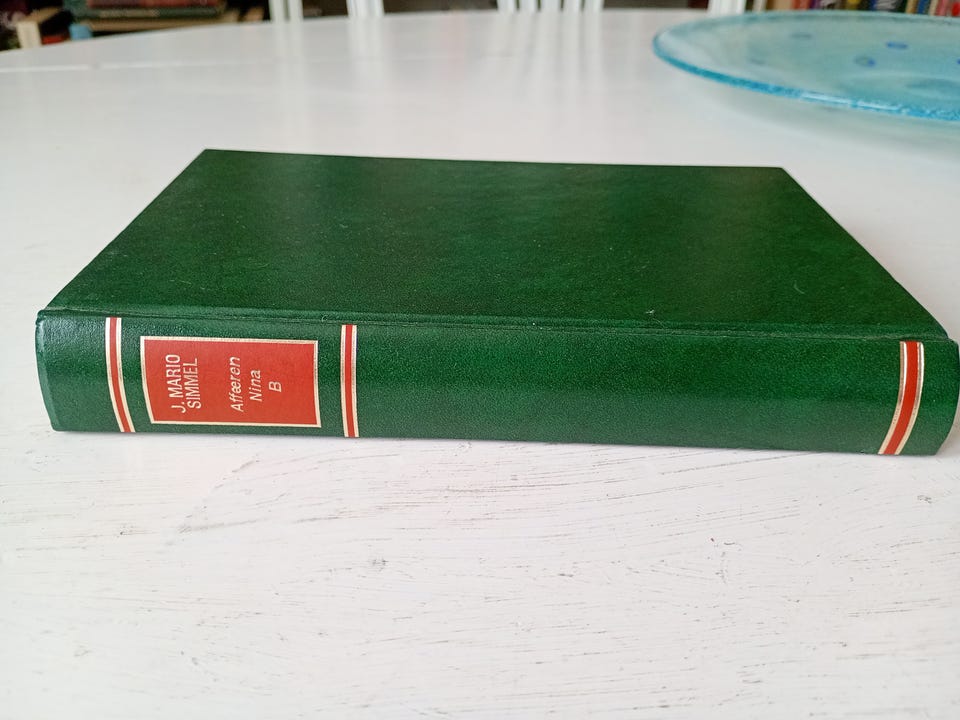 J. MARIO
SIMMEL
Affæren
Nina
B